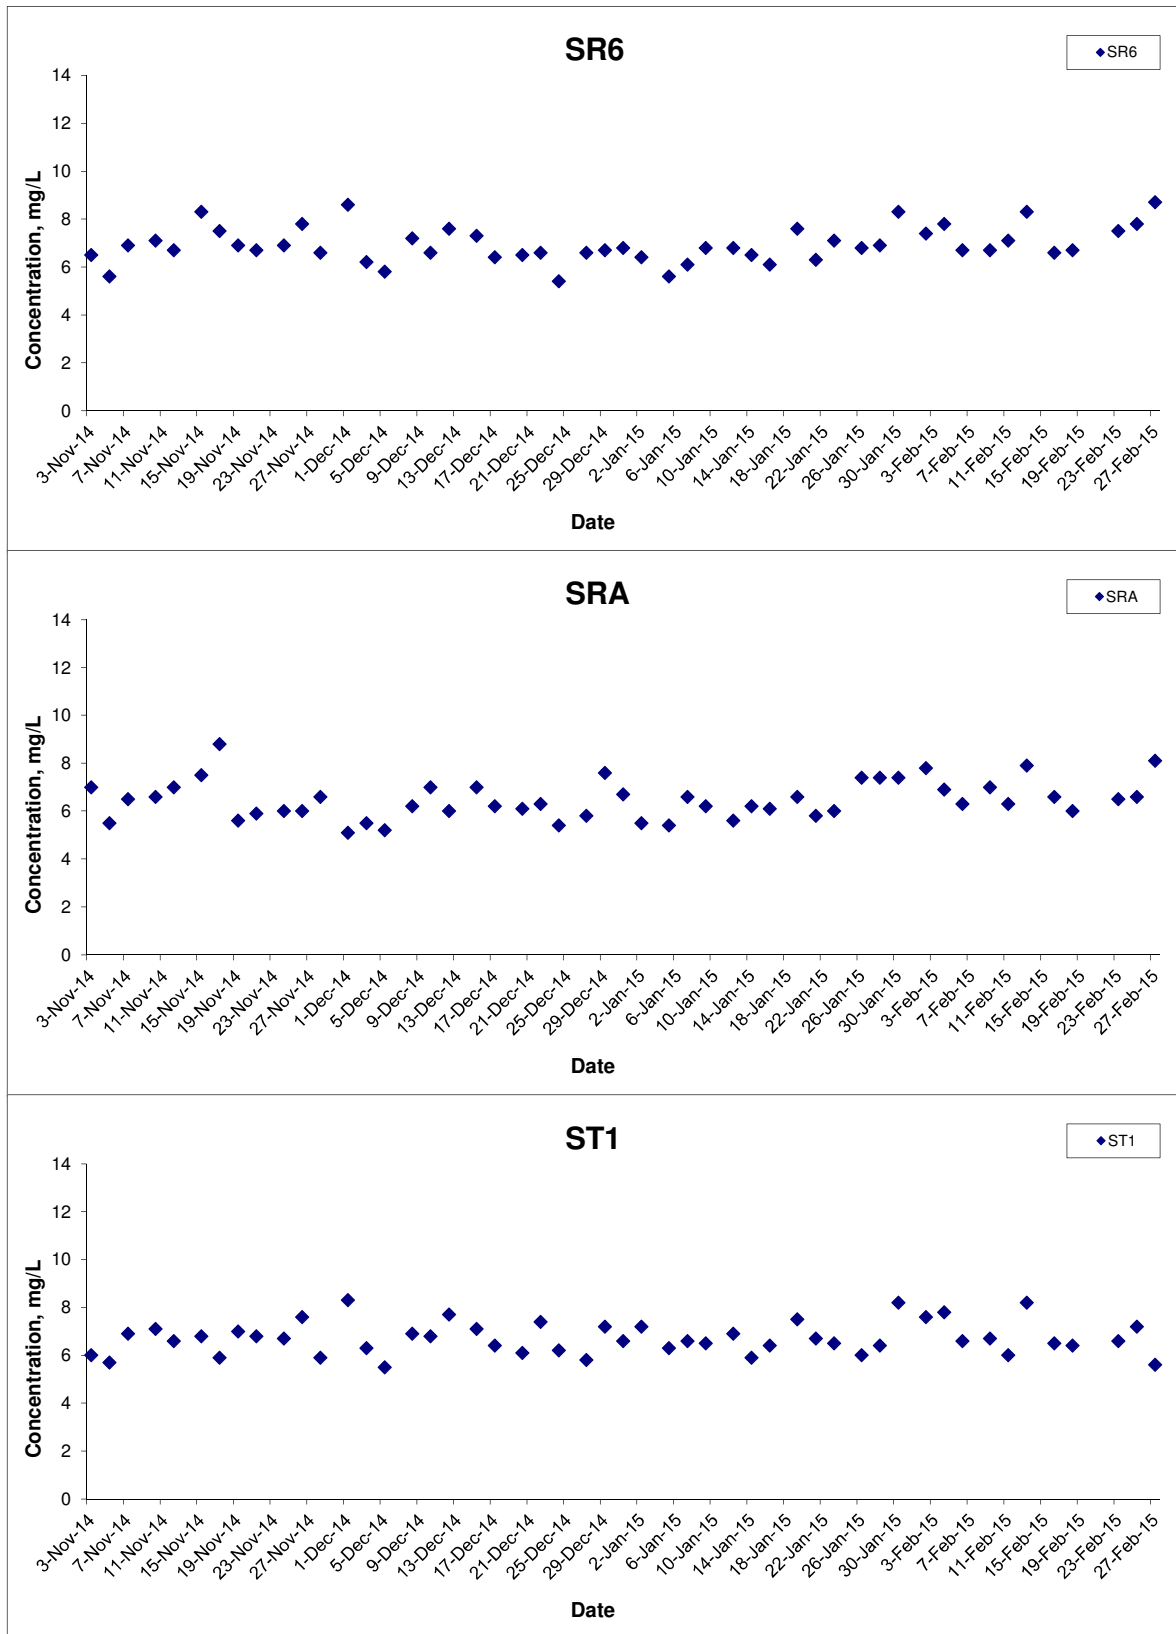 SR6
SR6
Concentration, mg/L
14
12
10
8
6
4
2
0
3-Nov-14
7-Nov-14
11-Nov-14
15-Nov-14
19-Nov-14
23-Nov-14
27-Nov-14
1-Dec-14
5-Dec-14
9-Dec-14
13-Dec-14
17-Dec-14
21-Dec-14
25-Dec-14
29-Dec-14
2-Jan-15
6-Jan-15
10-Jan-15
14-Jan-15
18-Jan-15
22-Jan-15
26-Jan-15
30-Jan-15
3-Feb-15
7-Feb-15
11-Feb-15
15-Feb-15
19-Feb-15
23-Feb-15
27-Feb-15
Date
SRA
SRA
Concentration, mg/L
14
12
10
8
6
4
2
0
3-Nov-14
7-Nov-14
11-Nov-14
15-Nov-14
19-Nov-14
23-Nov-14
27-Nov-14
1-Dec-14
5-Dec-14
9-Dec-14
13-Dec-14
17-Dec-14
21-Dec-14
25-Dec-14
29-Dec-14
2-Jan-15
6-Jan-15
10-Jan-15
14-Jan-15
18-Jan-15
22-Jan-15
26-Jan-15
30-Jan-15
3-Feb-15
7-Feb-15
11-Feb-15
15-Feb-15
19-Feb-15
23-Feb-15
27-Feb-15
Date
ST1
ST1
Concentration, mg/L
14
12
10
8
6
4
2
0
3-Nov-14
7-Nov-14
11-Nov-14
15-Nov-14
19-Nov-14
23-Nov-14
27-Nov-14
1-Dec-14
5-Dec-14
9-Dec-14
13-Dec-14
17-Dec-14
21-Dec-14
25-Dec-14
29-Dec-14
2-Jan-15
6-Jan-15
10-Jan-15
14-Jan-15
18-Jan-15
22-Jan-15
26-Jan-15
30-Jan-15
3-Feb-15
7-Feb-15
11-Feb-15
15-Feb-15
19-Feb-15
23-Feb-15
27-Feb-15
Date